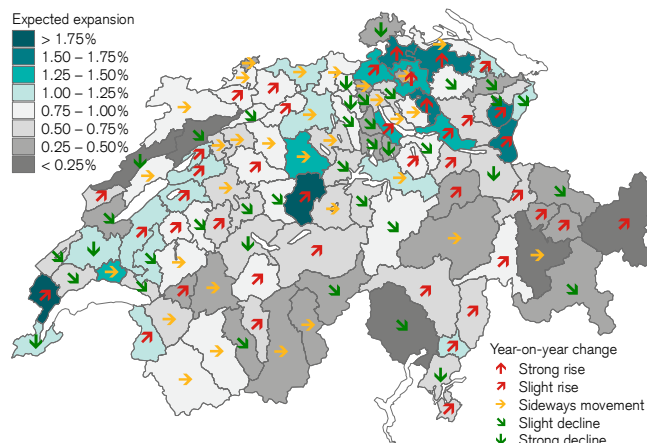 Expected expansion
> 1.75%
1.50 – 1.75%
1.25 – 1.50%
1.00 – 1.25%
0.75 – 1.00%
0.50 – 0.75%
0.25 – 0.50%
< 0.25%
Year-on-year change
Strong rise
Slight rise
Sideways movement
Slight decline
Strong decline